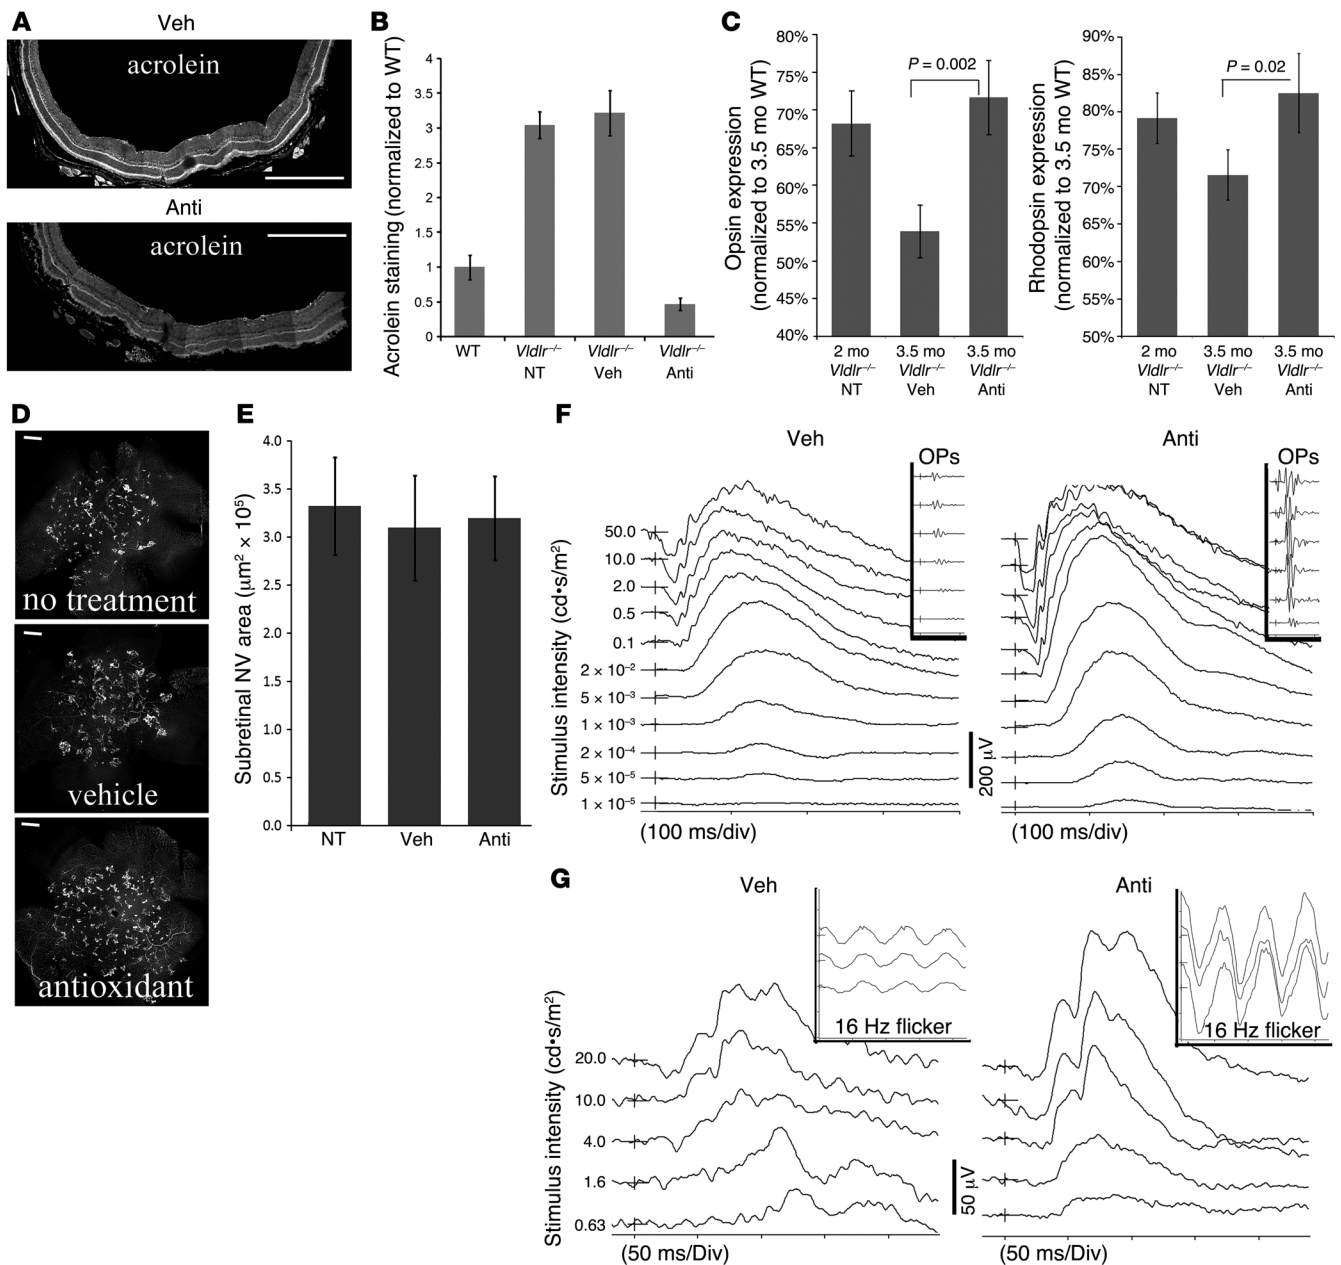 A
Veh
acrolein
Anti
acrolein
B
Acrolein staining (normalized to WT)
4
3.5
3
2.5
2
1.5
1
0.5
0
WT
Vldlr⁻/⁻
NT
Vldlr⁻/⁻
Veh
Vldlr⁻/⁻
Anti
C
Opsin expression
(normalized to 3.5 mo WT)
80%
75%
70%
65%
60%
55%
50%
45%
40%
P = 0.002
2 mo
Vldlr⁻/⁻
NT
3.5 mo
Vldlr⁻/⁻
Veh
3.5 mo
Vldlr⁻/⁻
Anti
Rhodopsin expression
(normalized to 3.5 mo WT)
90%
85%
80%
75%
70%
65%
60%
55%
50%
P = 0.02
2 mo
Vldlr⁻/⁻
NT
3.5 mo
Vldlr⁻/⁻
Veh
3.5 mo
Vldlr⁻/⁻
Anti
D
no treatment
vehicle
antioxidant
E
Subretinal NV area (μm² × 10⁵)
4.0
3.5
3.0
2.5
2.0
1.5
1.0
0.5
0.0
NT
Veh
Anti
F
Veh
Anti
OPs
OPs
Stimulus intensity (cd•s/m²)
50.0
10.0
2.0
0.5
0.1
2 × 10⁻²
5 × 10⁻³
1 × 10⁻³
2 × 10⁻⁴
5 × 10⁻⁵
1 × 10⁻⁵
200 μV
(100 ms/div)
(100 ms/div)
G
Veh
Anti
16 Hz flicker
16 Hz flicker
Stimulus intensity (cd•s/m²)
20.0
10.0
4.0
1.6
0.63
50 μV
(50 ms/Div)
(50 ms/Div)